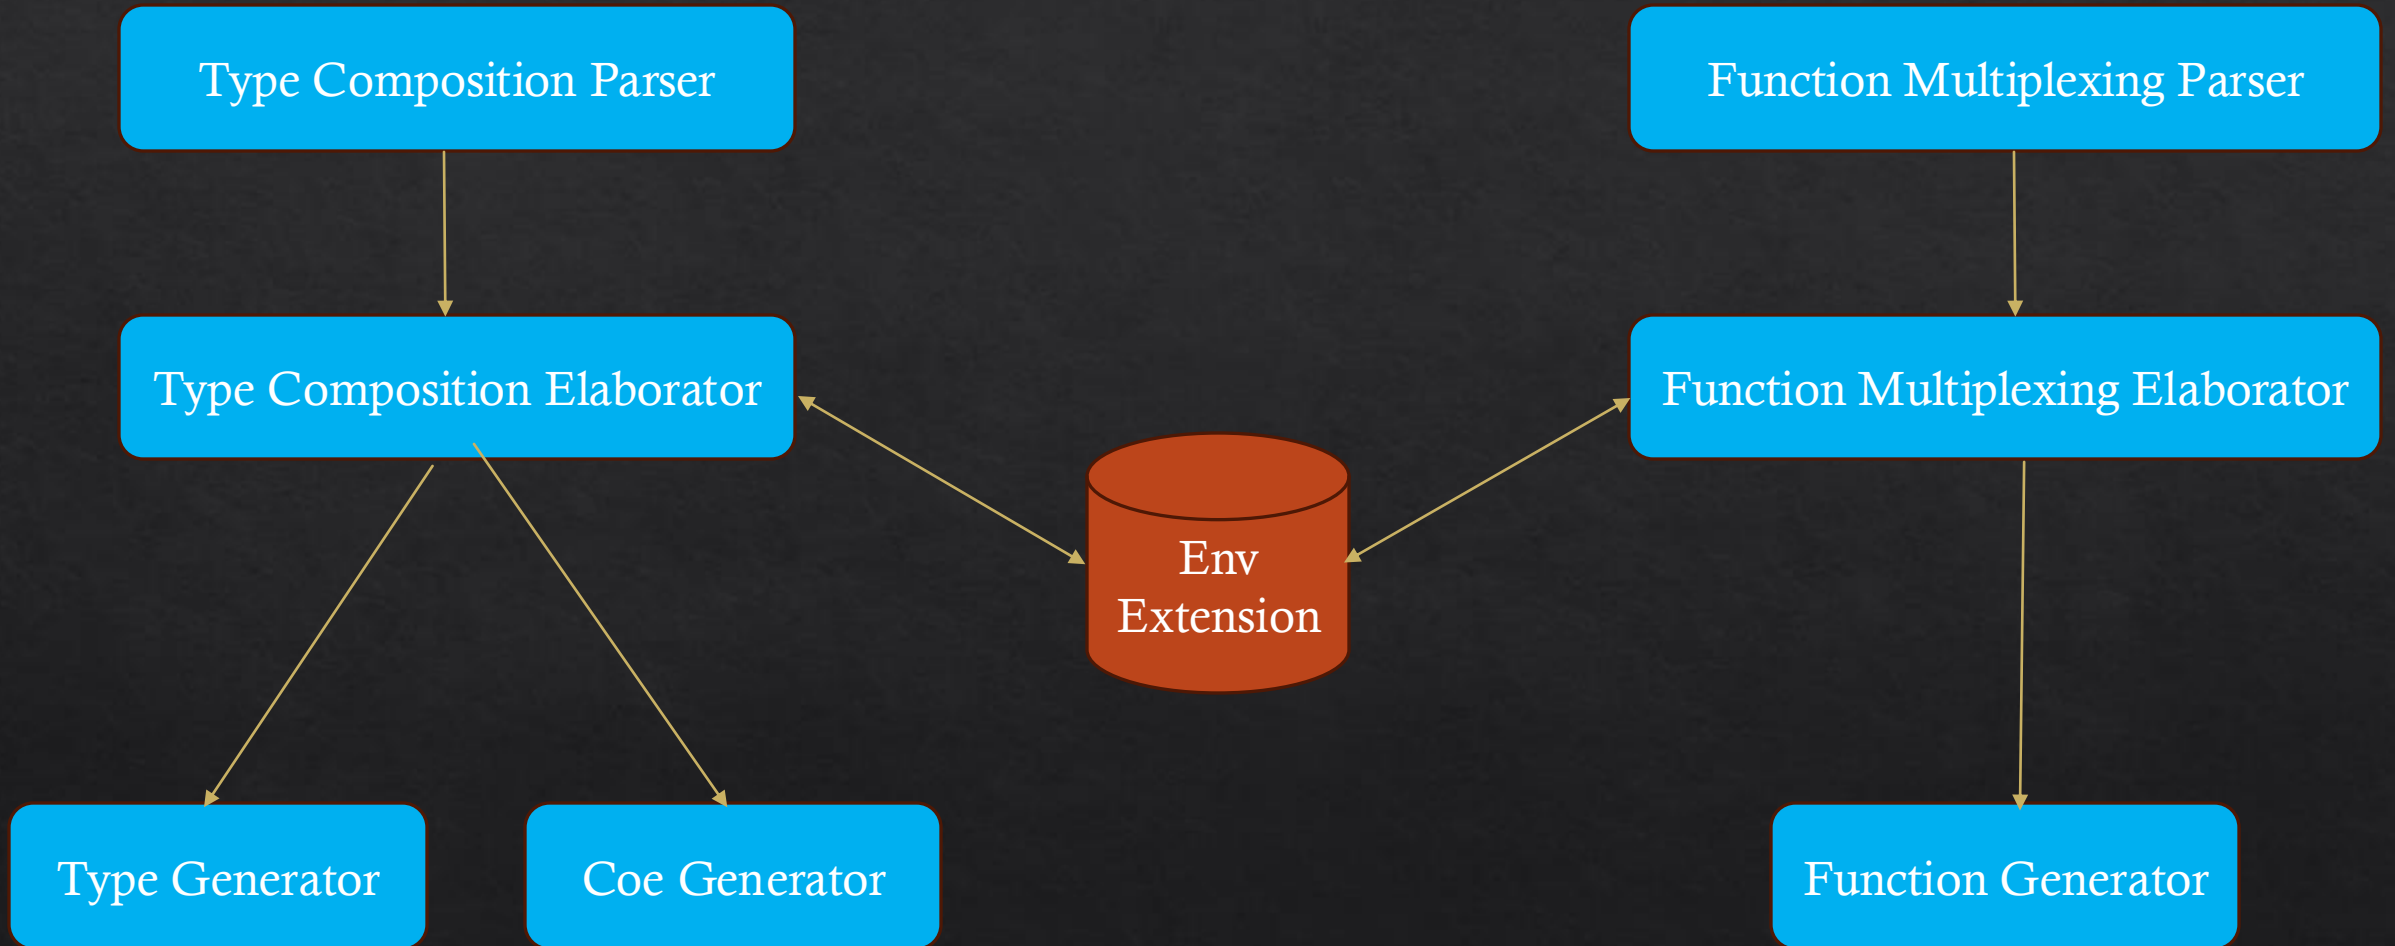 Type Composition Parser
Function Multiplexing Parser
Type Composition Elaborator
Function Multiplexing Elaborator
Env
Extension
Type Generator
Coe Generator
Function Generator